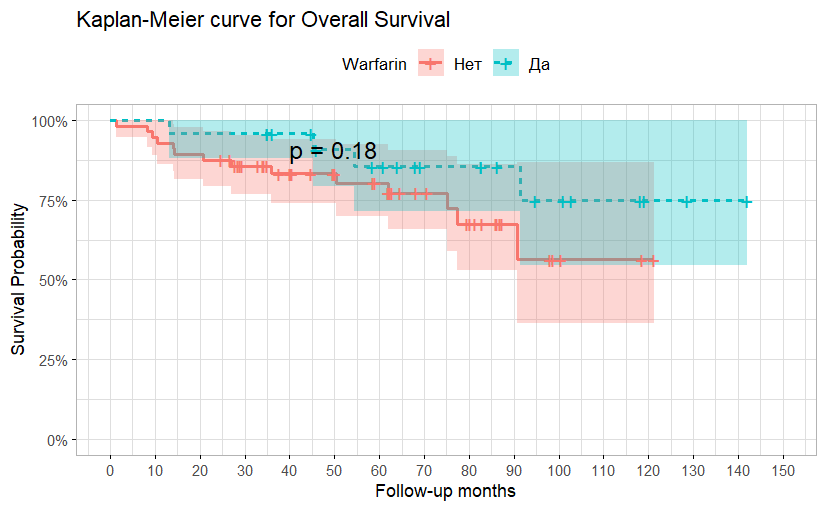 Kaplan-Meier curve for Overall Survival
Warfarin Нет Да
100%
75%
50%
25%
0%
p = 0.18
Survival Probability
0 10 20 30 40 50 60 70 80 90 100 110 120 130 140 150
Follow-up months